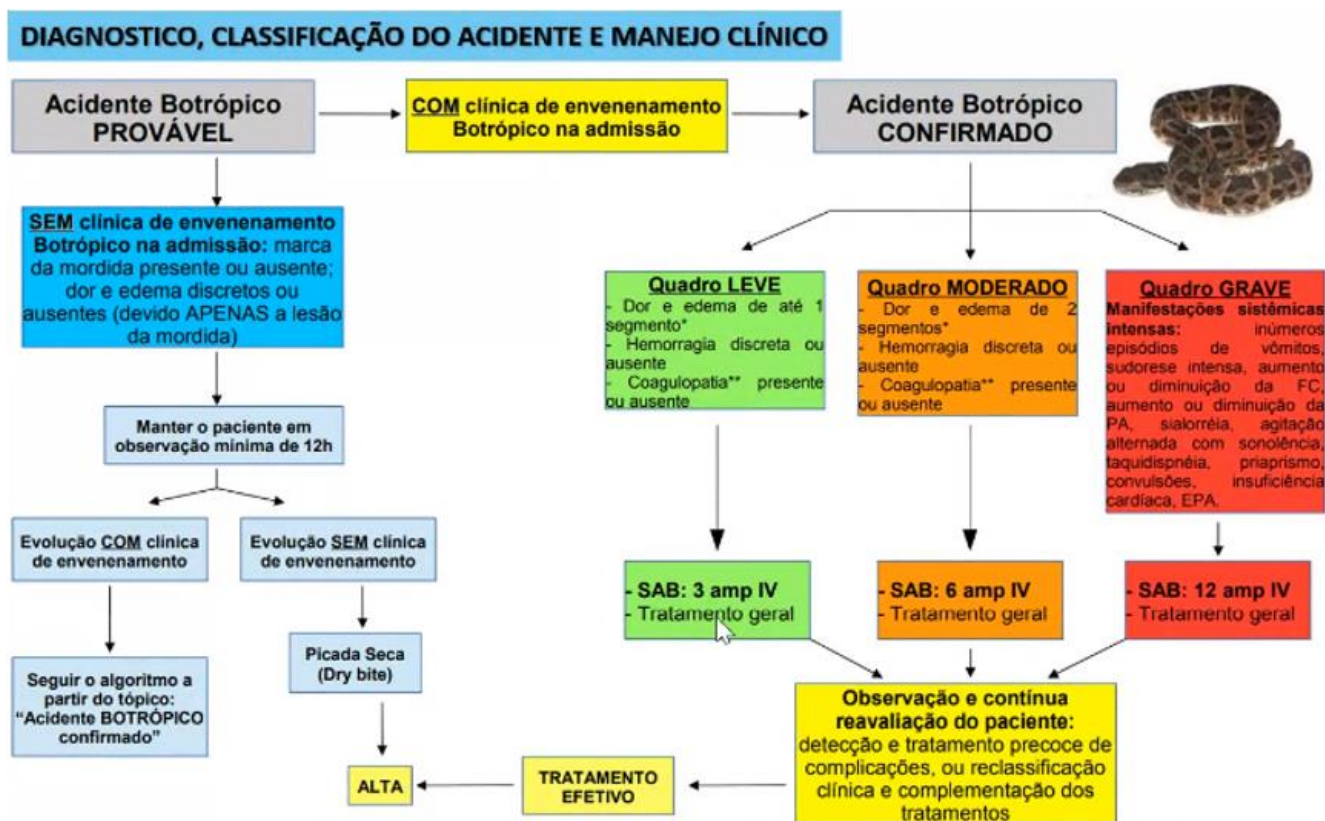 DIAGNOSTICO, CLASSIFICAÇÃO DO ACIDENTE E MANEJO CLÍNICO
Acidente Botrópico
PROVÁVEL
COM clínica de envenenamento
Botrópico na admissão
Acidente Botrópico
CONFIRMADO
SEM clínica de envenenamento
Botrópico na admissão: marca
da mordida presente ou ausente;
dor e edema discretos ou
ausentes (devido APENAS a lesão
da mordida)
Manter o paciente em
observação mínima de 12h
Evolução COM clínica
de envenenamento
Evolução SEM clínica
de envenenamento
Seguir o algoritmo a
partir do tópico:
“Acidente BOTRÓPICO
confirmado”
Picada Seca
(Dry bite)
Quadro LEVE
- Dor e edema de até 1
segmento*
- Hemorragia discreta ou
ausente
- Coagulopatia** presente
ou ausente
Quadro MODERADO
- Dor e edema de 2
segmentos*
- Hemorragia discreta ou
ausente
- Coagulopatia** presente
ou ausente
Quadro GRAVE
Manifestações sistêmicas
intensas: inúmeros
episódios de vômitos,
sudorese intensa, aumento
ou diminuição da FC,
aumento ou diminuição da
PA, sialorréia, agitação
alternada com sonolência,
taquidispnéia, priaprismo,
convulsões, insuficiência
cardíaca, EPA.
- SAB: 3 amp IV
- Tratamento geral
- SAB: 6 amp IV
- Tratamento geral
- SAB: 12 amp IV
- Tratamento geral
Observação e contínua
reavaliação do paciente:
detecção e tratamento precoce de
complicações, ou reclassificação
clínica e complementação dos
tratamentos
TRATAMENTO
EFETIVO
ALTA